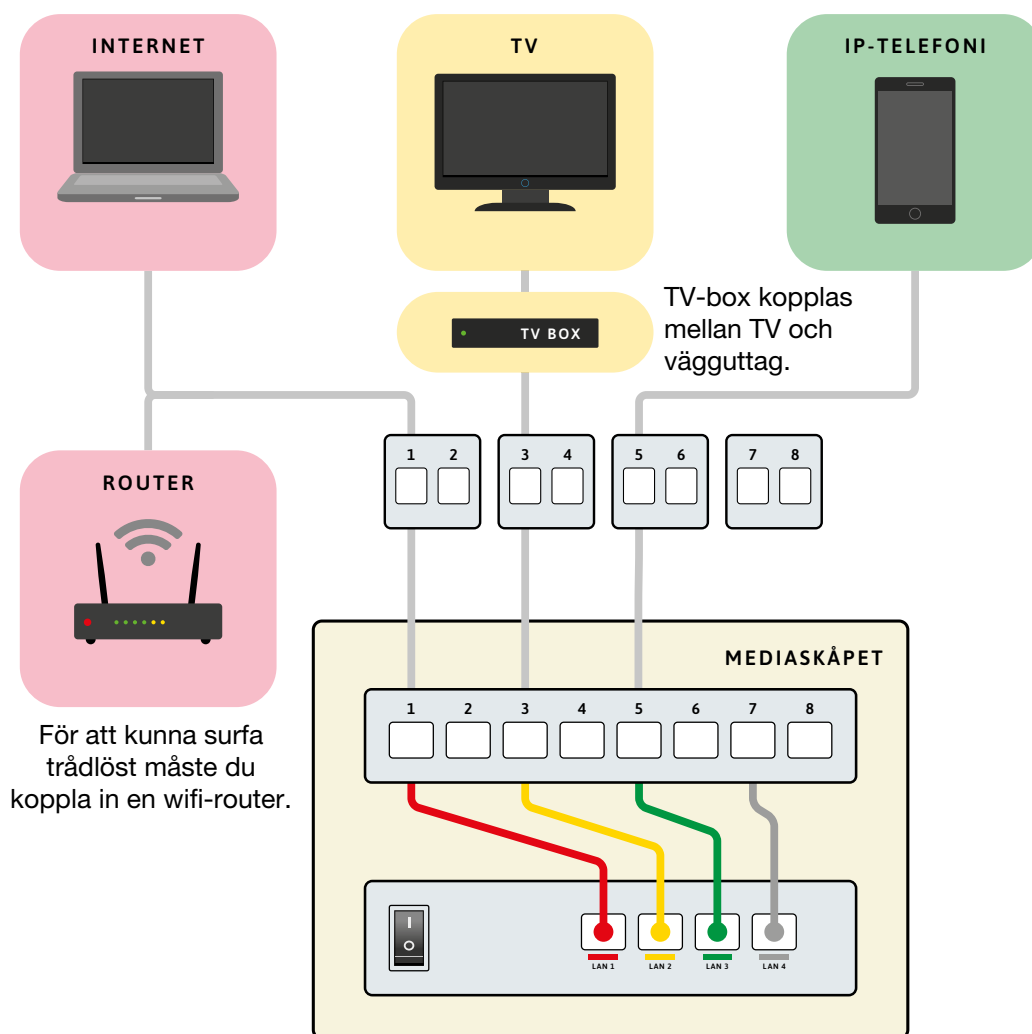 INTERNET
TV
IP-TELEFONI
TV BOX
TV-box kopplas
mellan TV och
vägguttag.
1 2 3 4 5 6 7 8
ROUTER
För att kunna surfa
trådlöst måste du
koppla in en wifi-router.
MEDIASKÅPET
1 2 3 4 5 6 7 8
LAN 1 LAN 2 LAN 3 LAN 4